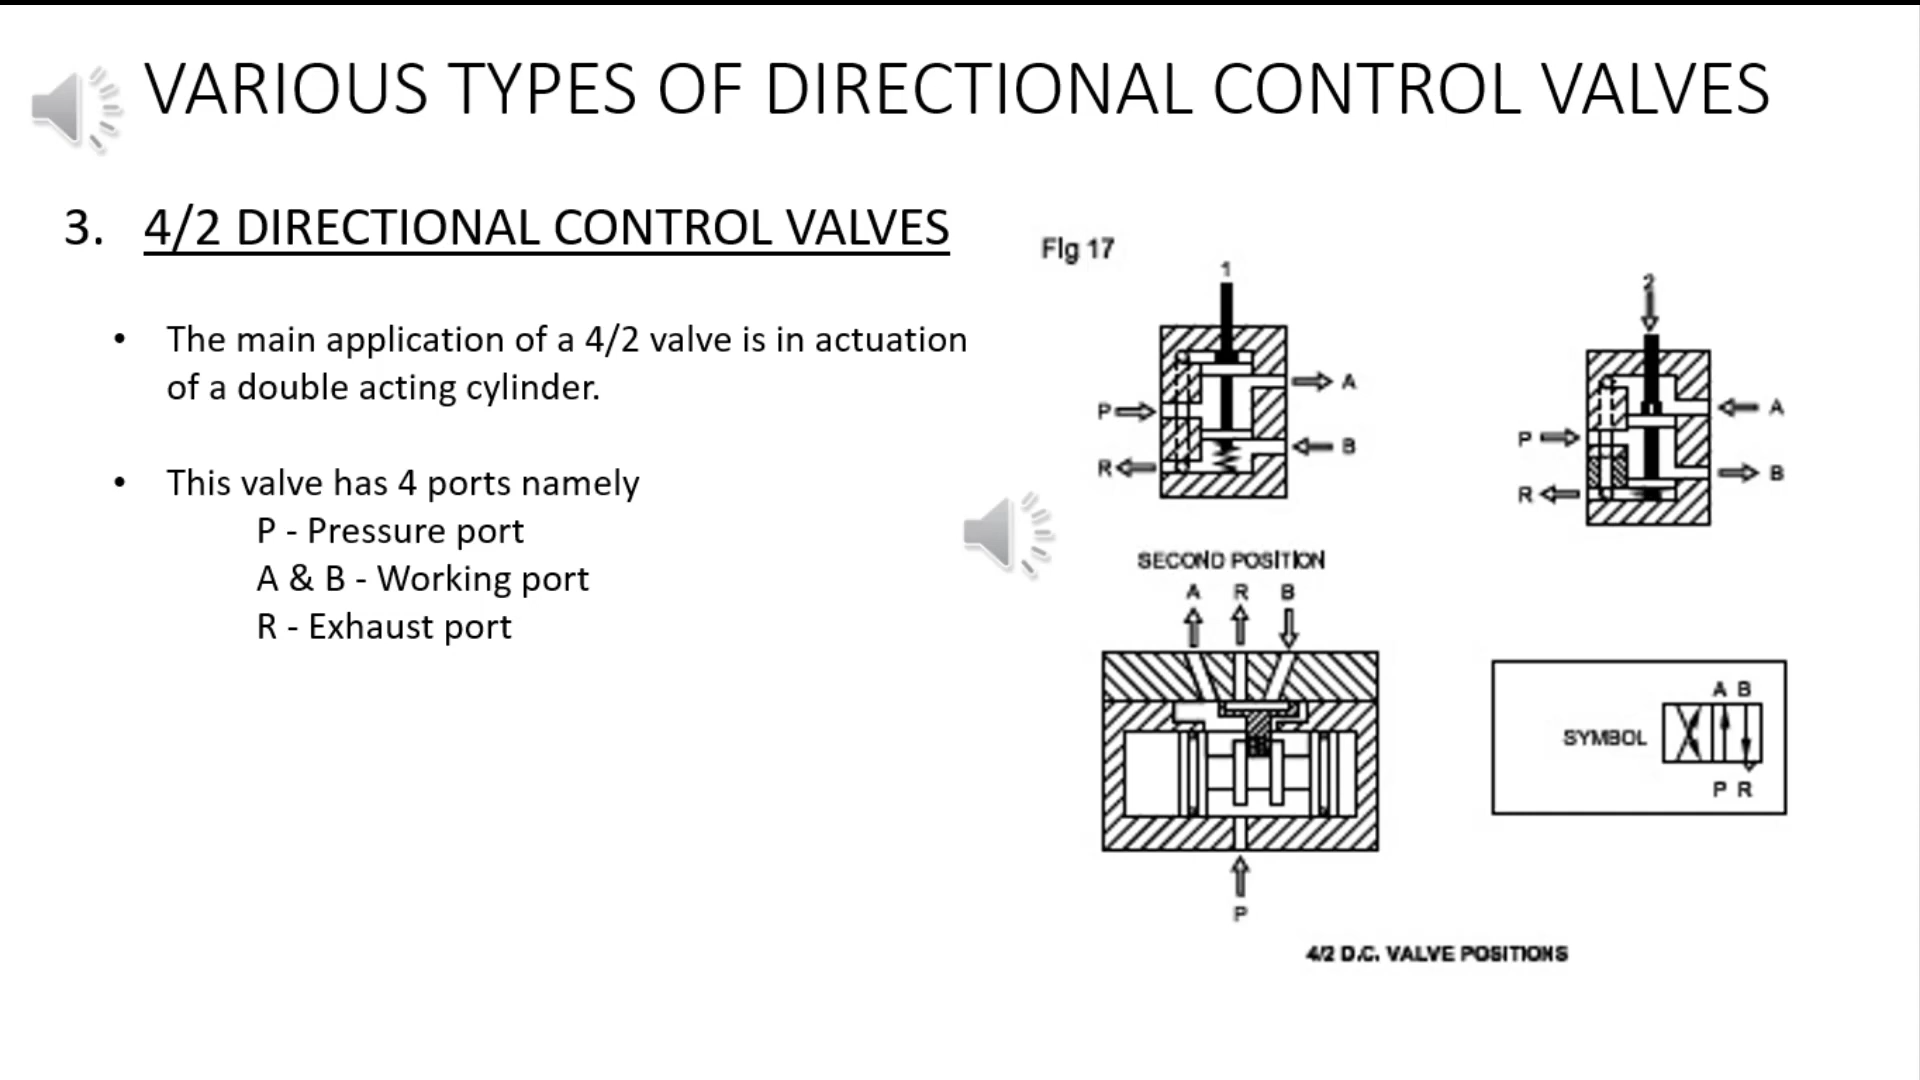 VARIOUS TYPES OF DIRECTIONAL CONTROL VALVES
3. 4/2 DIRECTIONAL CONTROL VALVES
• The main application of a 4/2 valve is in actuation
of a double acting cylinder.
• This valve has 4 ports namely
P - Pressure port
A & B - Working port
R - Exhaust port
Fig 17
1
A
P
B
R
2
A
P
B
R
SECOND POSITION
A R B
P
A B
SYMBOL
P R
4/2 D.C. VALVE POSITIONS